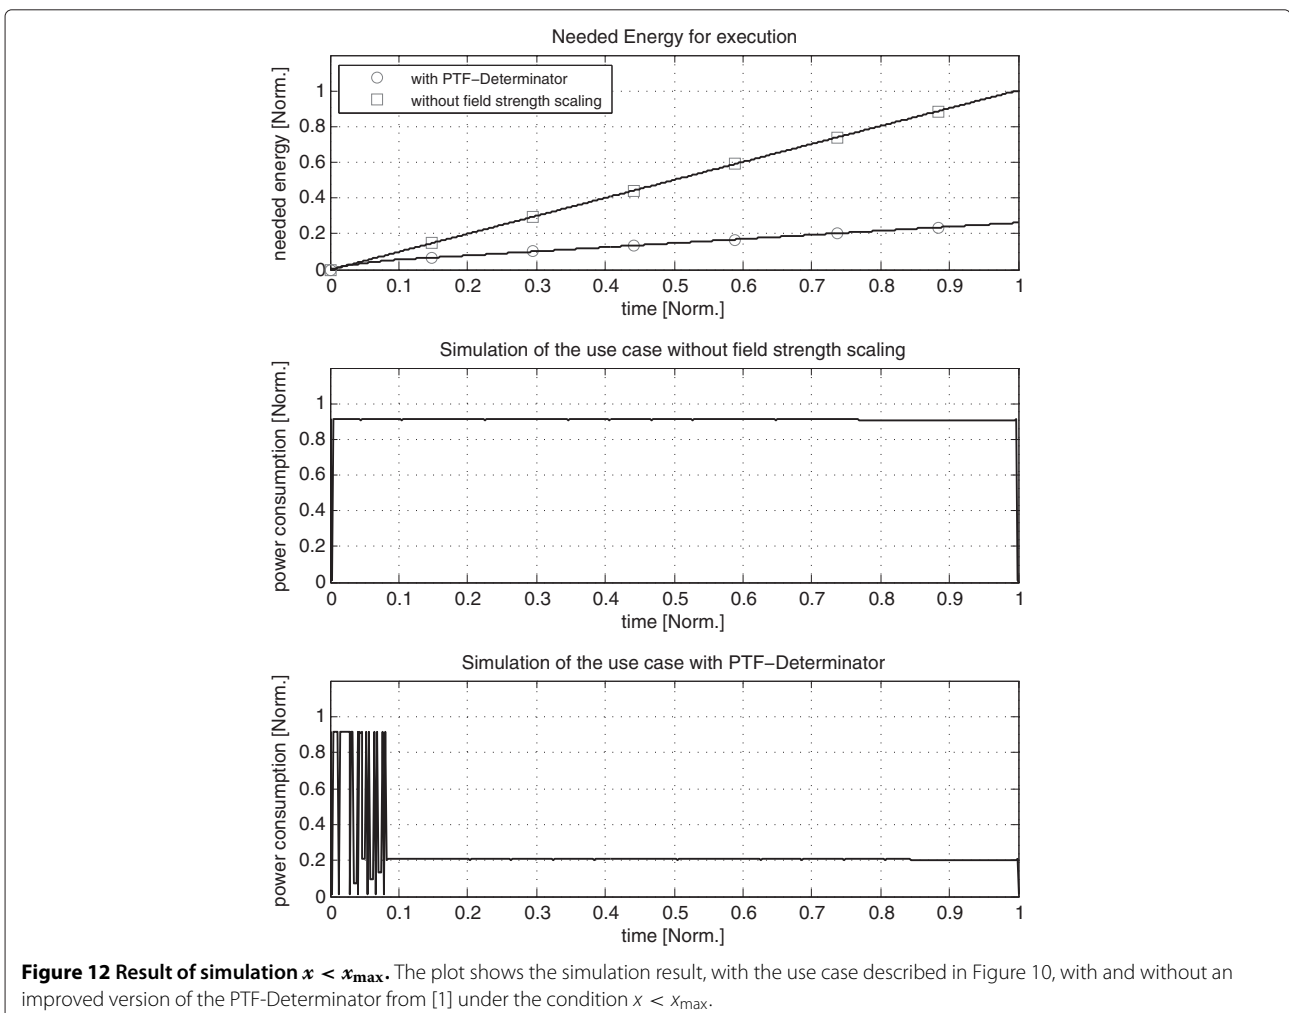 Needed Energy for execution
with PTF−Determinator
without field strength scaling
needed energy [Norm.]
1
0.8
0.6
0.4
0.2
0
0 0.1 0.2 0.3 0.4 0.5 0.6 0.7 0.8 0.9 1
time [Norm.]
Simulation of the use case without field strength scaling
power consumption [Norm.]
1
0.8
0.6
0.4
0.2
0
0 0.1 0.2 0.3 0.4 0.5 0.6 0.7 0.8 0.9 1
time [Norm.]
Simulation of the use case with PTF−Determinator
power consumption [Norm.]
1
0.8
0.6
0.4
0.2
0
0 0.1 0.2 0.3 0.4 0.5 0.6 0.7 0.8 0.9 1
time [Norm.]
Figure 12 Result of simulation x < xmax. The plot shows the simulation result, with the use case described in Figure 10, with and without an
improved version of the PTF-Determinator from [1] under the condition x < xmax.